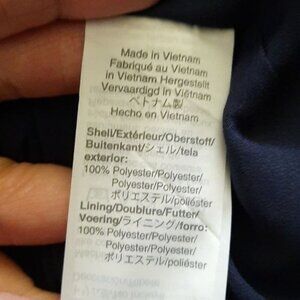 Made in Vietnam
Fabriqué au Vietnam
in Vietnam Hergestellt
Vervaardigd in Viëtnam
ベトナム製
Hecho en Vietnam
Shell/Extérieur/Oberstoff/
Buitenkant/シェル/tela
exterior:
100% Polyester/Polyester/
Polyester/Polyester/
ポリエステル/poliéster
Lining/Doublure/Futter/
Voering/ライニング/forro:
100% Polyester/Polyester/
Polyester/Polyester/
ポリエステル/poliéster